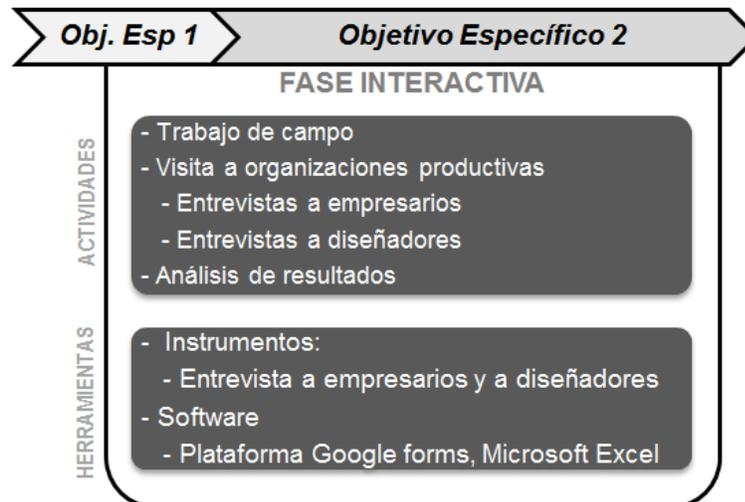 Obj. Esp 1
Objetivo Específico 2
FASE INTERACTIVA
ACTIVIDADES
- Trabajo de campo
- Visita a organizaciones productivas
- Entrevistas a empresarios
- Entrevistas a diseñadores
- Análisis de resultados
HERRAMIENTAS
- Instrumentos:
- Entrevista a empresarios y a diseñadores
- Software
- Plataforma Google forms, Microsoft Excel